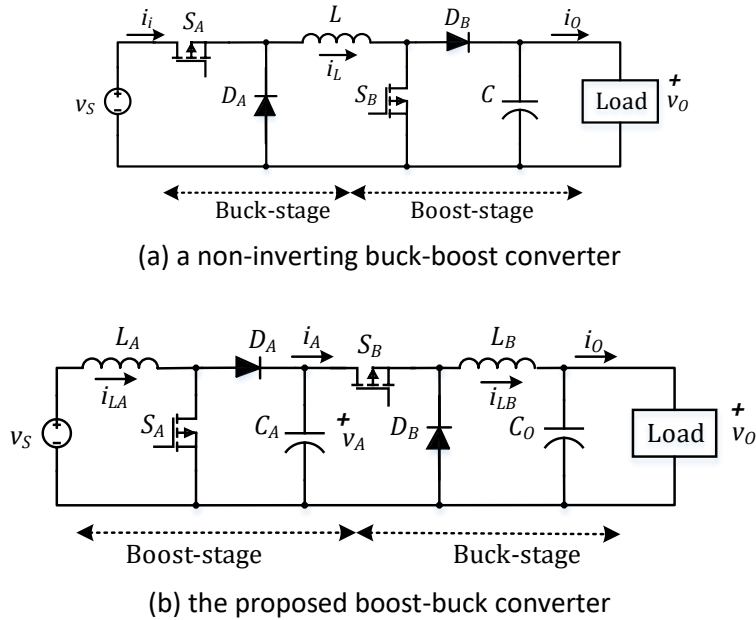 i_i S_A L D_B i_O
i_L
v_S D_A S_B C Load + v_O
Buck-stage Boost-stage
(a) a non-inverting buck-boost converter
L_A D_A i_A S_B L_B i_O
i_LA i_LB
v_S S_A C_A + v_A D_B C_O Load + v_O
Boost-stage Buck-stage
(b) the proposed boost-buck converter